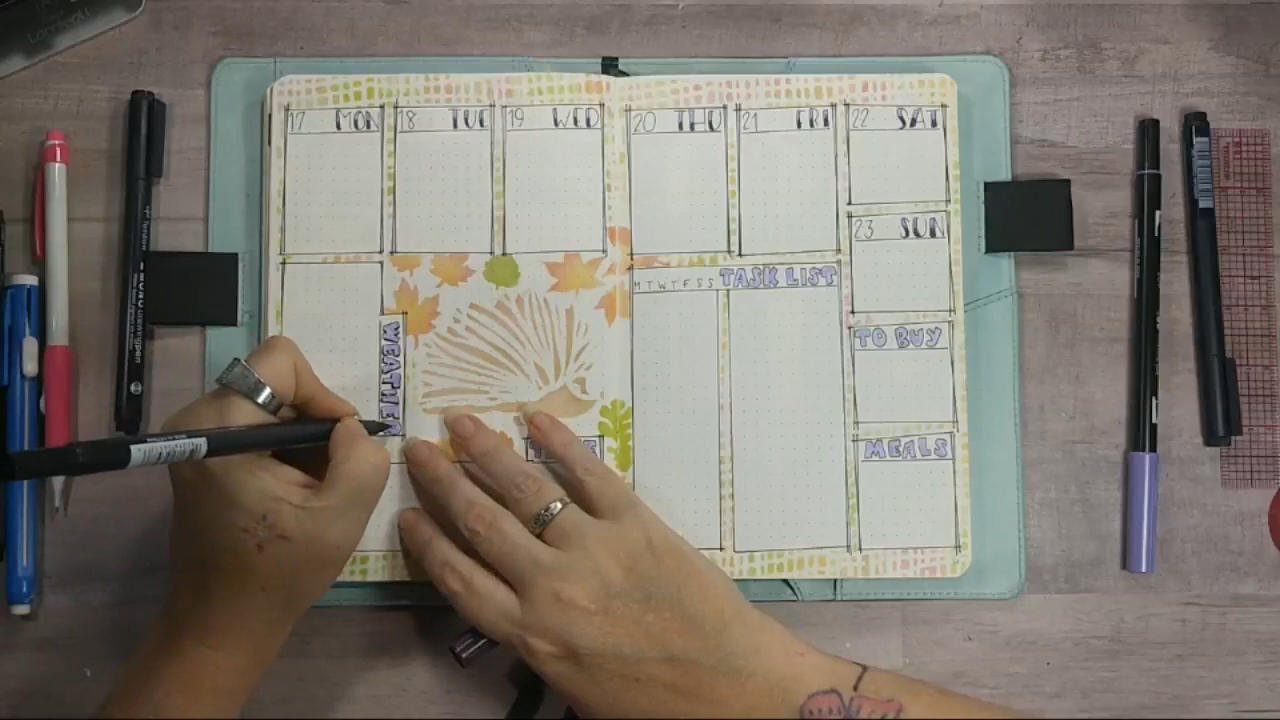 17 MON
18 TUE
19 WED
20 THU
21 FRI
22 SAT
23 SUN
WEATHER
MTWTFSS
TASK LIST
TO BUY
MEALS